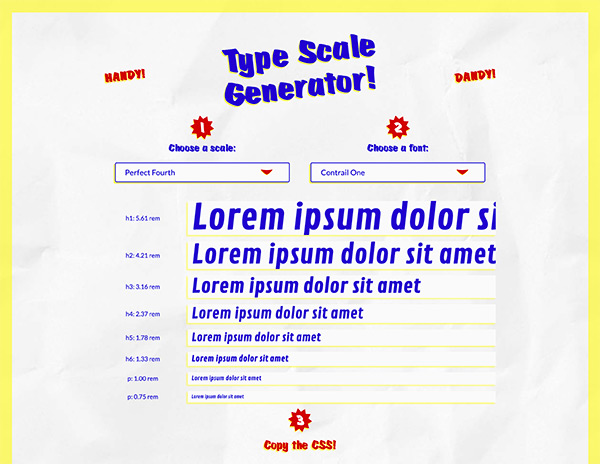 Type Scale
Generator!
HANDY!
DANDY!
1
2
Choose a scale:
Choose a font:
Perfect Fourth
Contrail One
h1: 5.61 rem
Lorem ipsum dolor si
h2: 4.21 rem
Lorem ipsum dolor sit amet
h3: 3.16 rem
Lorem ipsum dolor sit amet
h4: 2.37 rem
Lorem ipsum dolor sit amet
h5: 1.78 rem
Lorem ipsum dolor sit amet
h6: 1.33 rem
Lorem ipsum dolor sit amet
p: 1.00 rem
Lorem ipsum dolor sit amet
p: 0.75 rem
Lorem ipsum dolor sit amet
3
Copy the CSS!